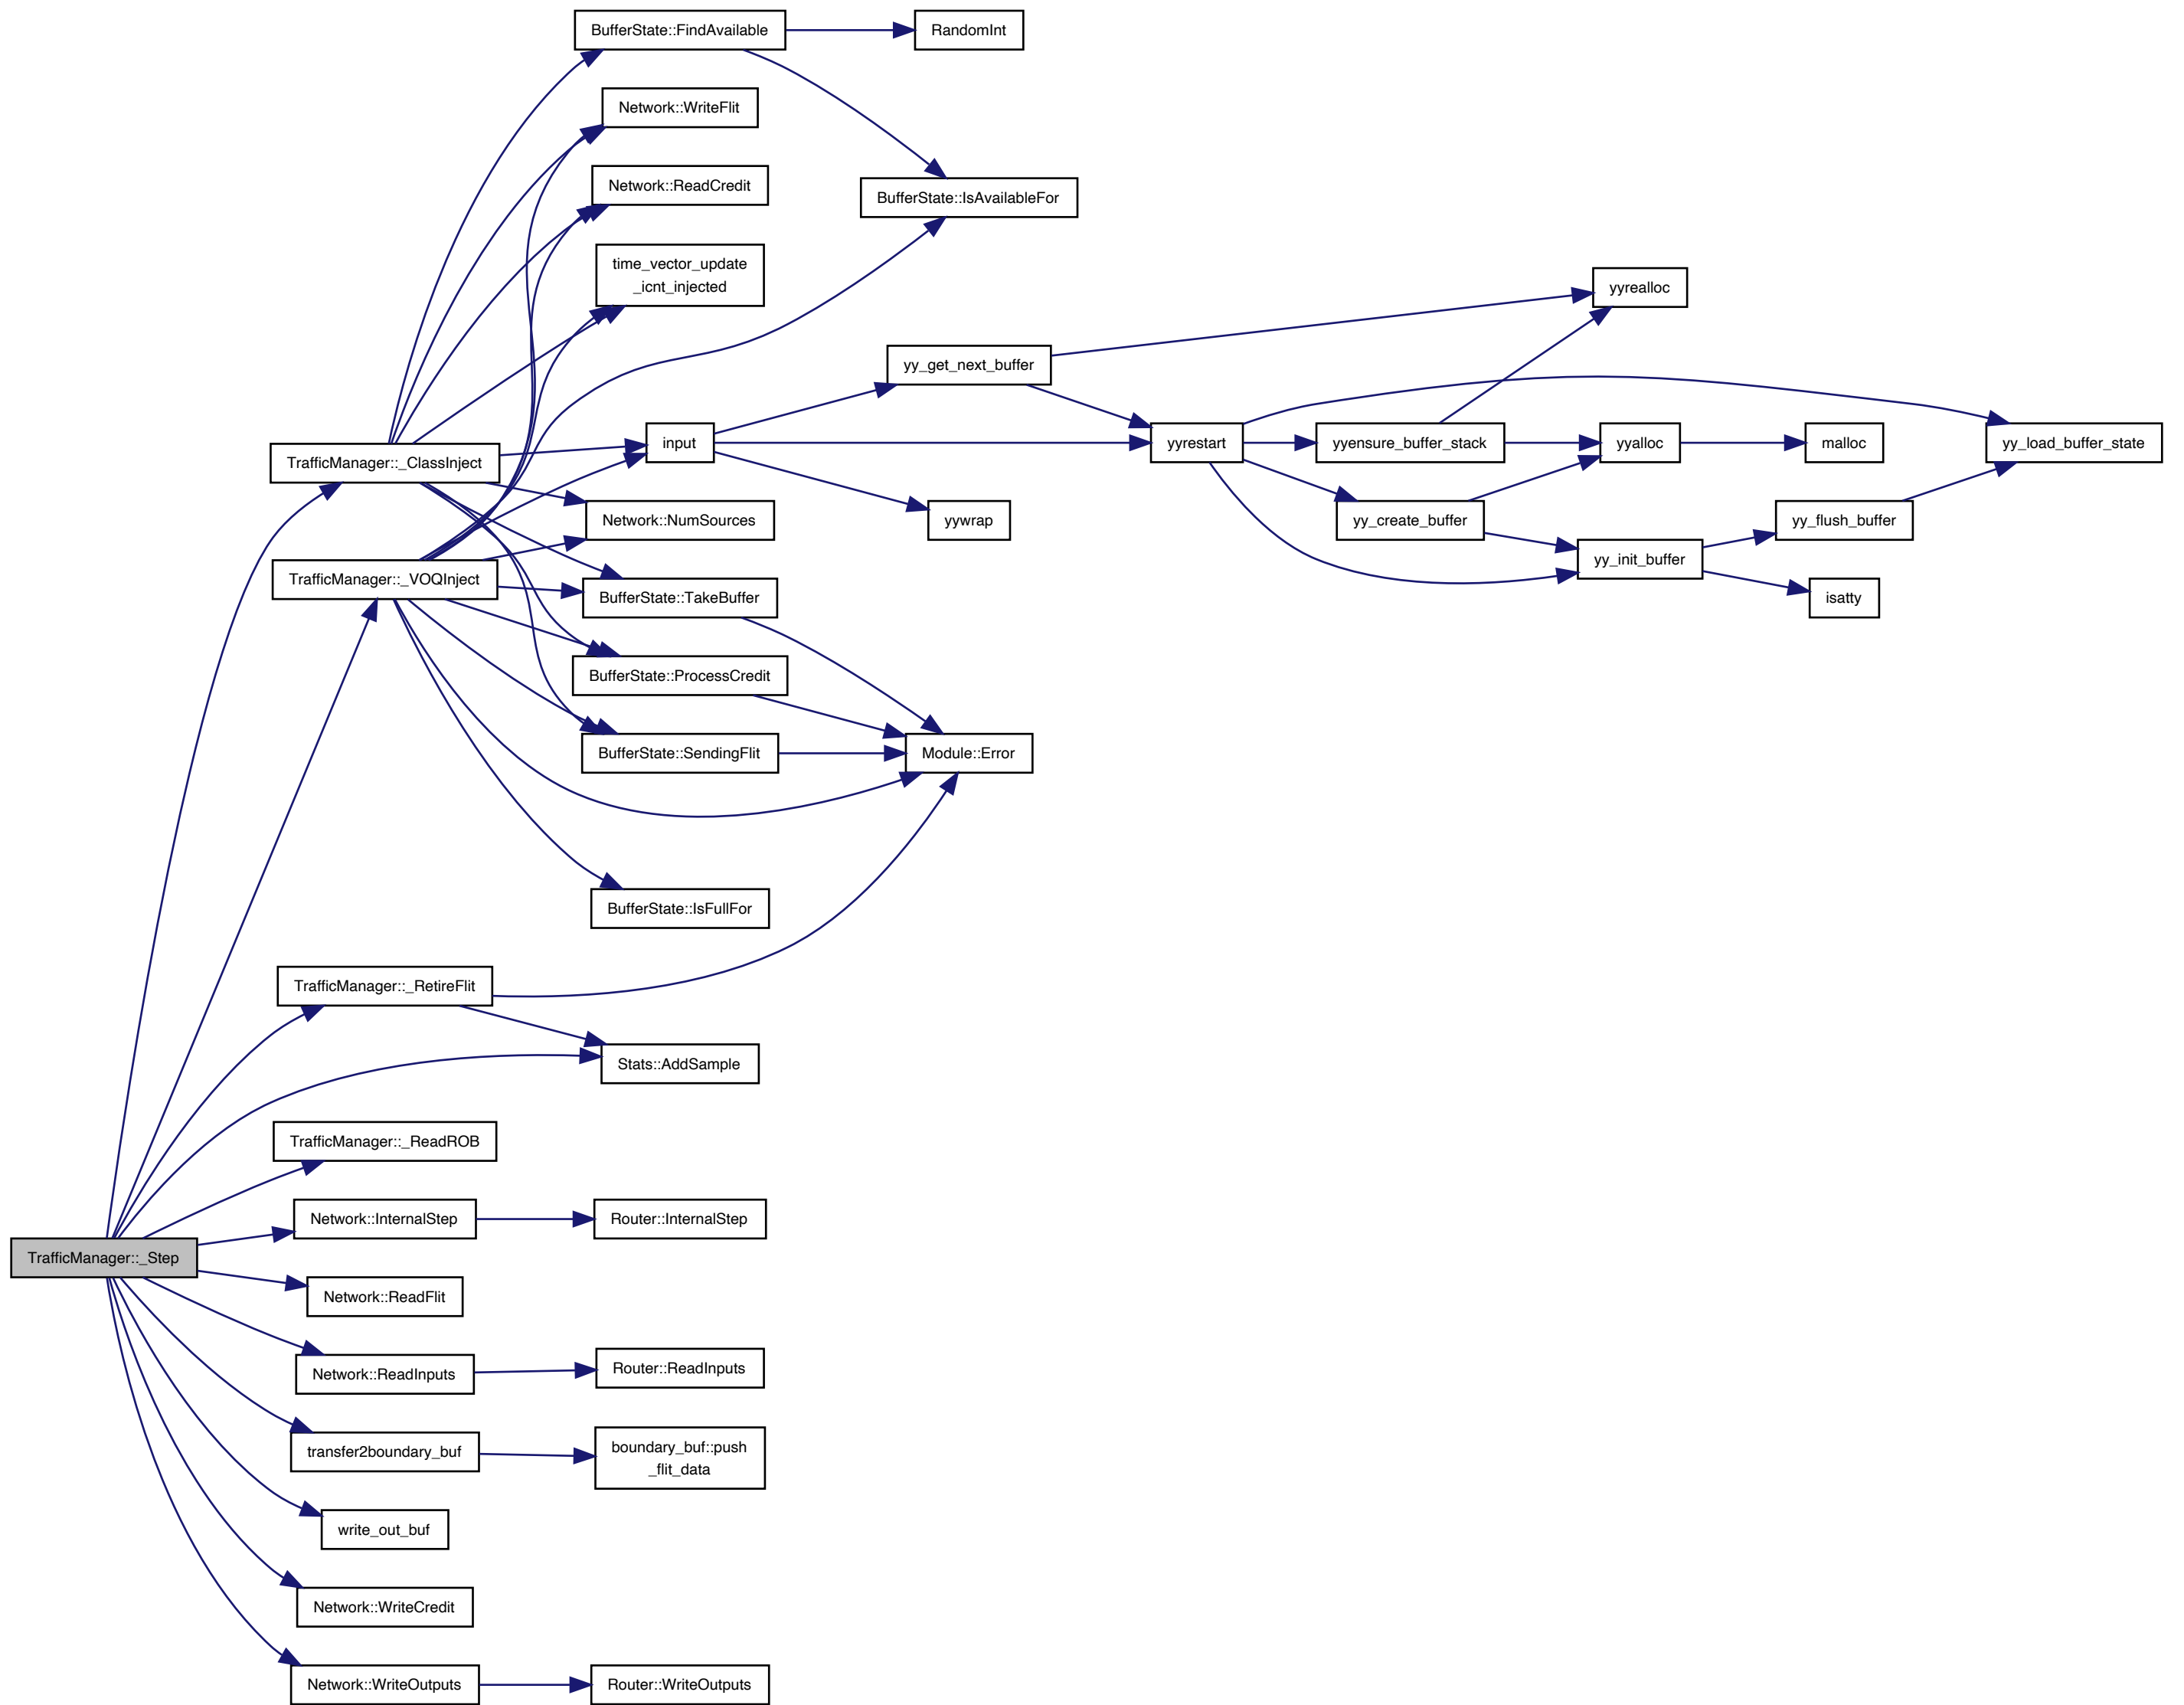 BufferState::FindAvailable
RandomInt
Network::WriteFlit
Network::ReadCredit
BufferState::IsAvailableFor
time_vector_update
_icnt_injected
yyrealloc
yy_get_next_buffer
TrafficManager::_ClassInject
input
yyrestart
yyensure_buffer_stack
yyalloc
malloc
yy_load_buffer_state
Network::NumSources
yywrap
yy_create_buffer
yy_flush_buffer
yy_init_buffer
TrafficManager::_VOQInject
BufferState::TakeBuffer
isatty
BufferState::ProcessCredit
BufferState::SendingFlit
Module::Error
BufferState::IsFullFor
TrafficManager::_RetireFlit
Stats::AddSample
TrafficManager::_ReadROB
Network::InternalStep
Router::InternalStep
TrafficManager::_Step
Network::ReadFlit
Network::ReadInputs
Router::ReadInputs
transfer2boundary_buf
boundary_buf::push
_flit_data
write_out_buf
Network::WriteCredit
Network::WriteOutputs
Router::WriteOutputs